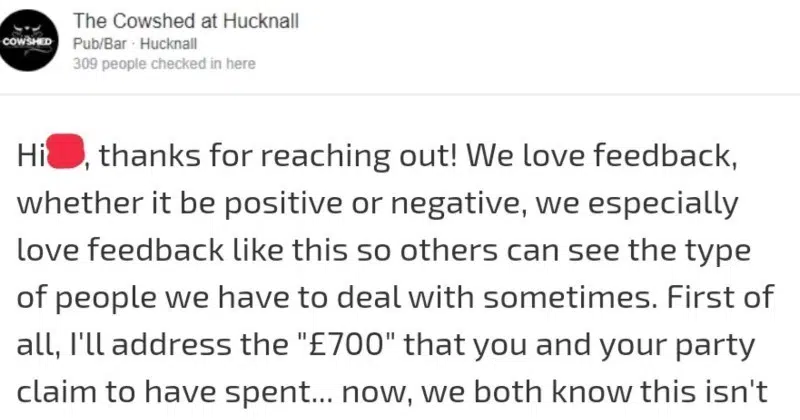 The Cowshed at Hucknall
COWSHED
Pub/Bar · Hucknall
309 people checked in here
Hi , thanks for reaching out! We love feedback,
whether it be positive or negative, we especially
love feedback like this so others can see the type
of people we have to deal with sometimes. First of
all, I'll address the "£700" that you and your party
claim to have spent... now, we both know this isn't